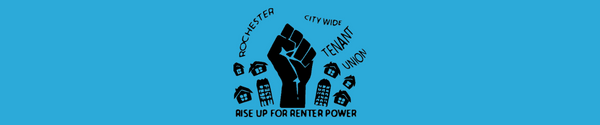 ROCHESTER
CITY WIDE
TENANT
UNION
RISE UP FOR RENTER POWER